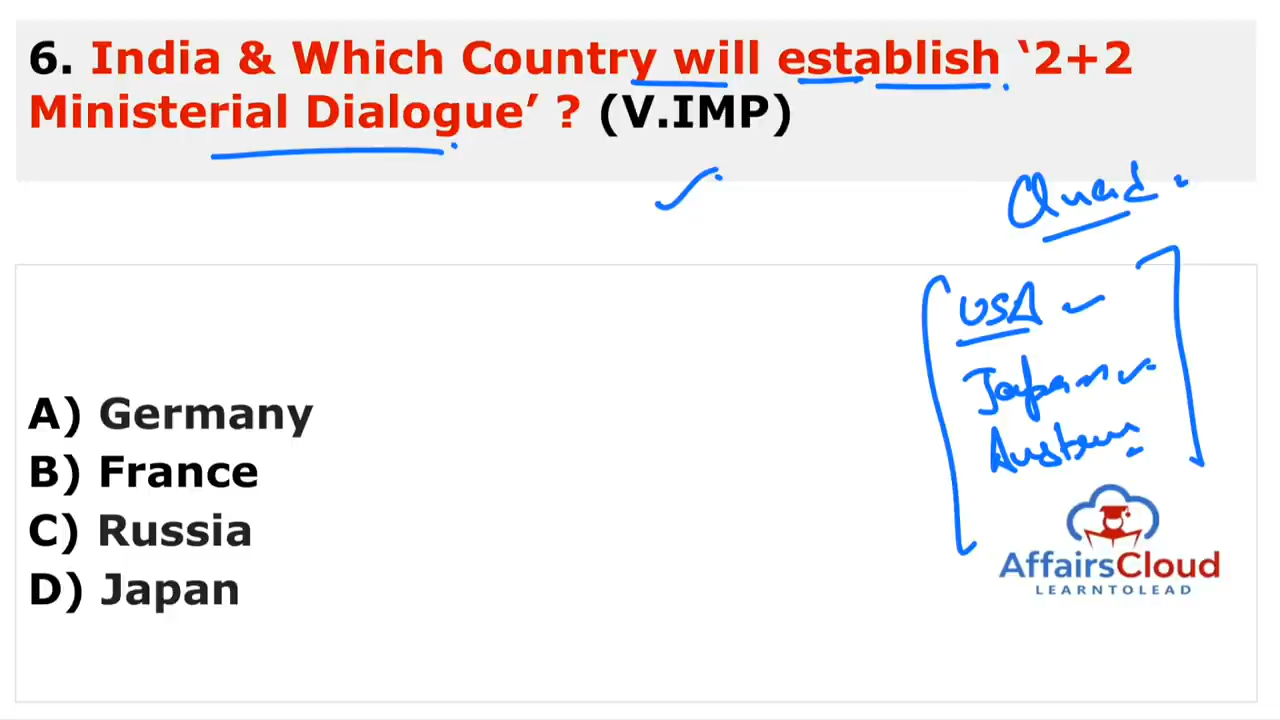 6. India & Which Country will establish ‘2+2
Ministerial Dialogue’ ? (V.IMP)
Quad
USA
Japan
A) Germany
B) France
C) Russia
D) Japan
AffairsCloud
LEARNTOLEAD